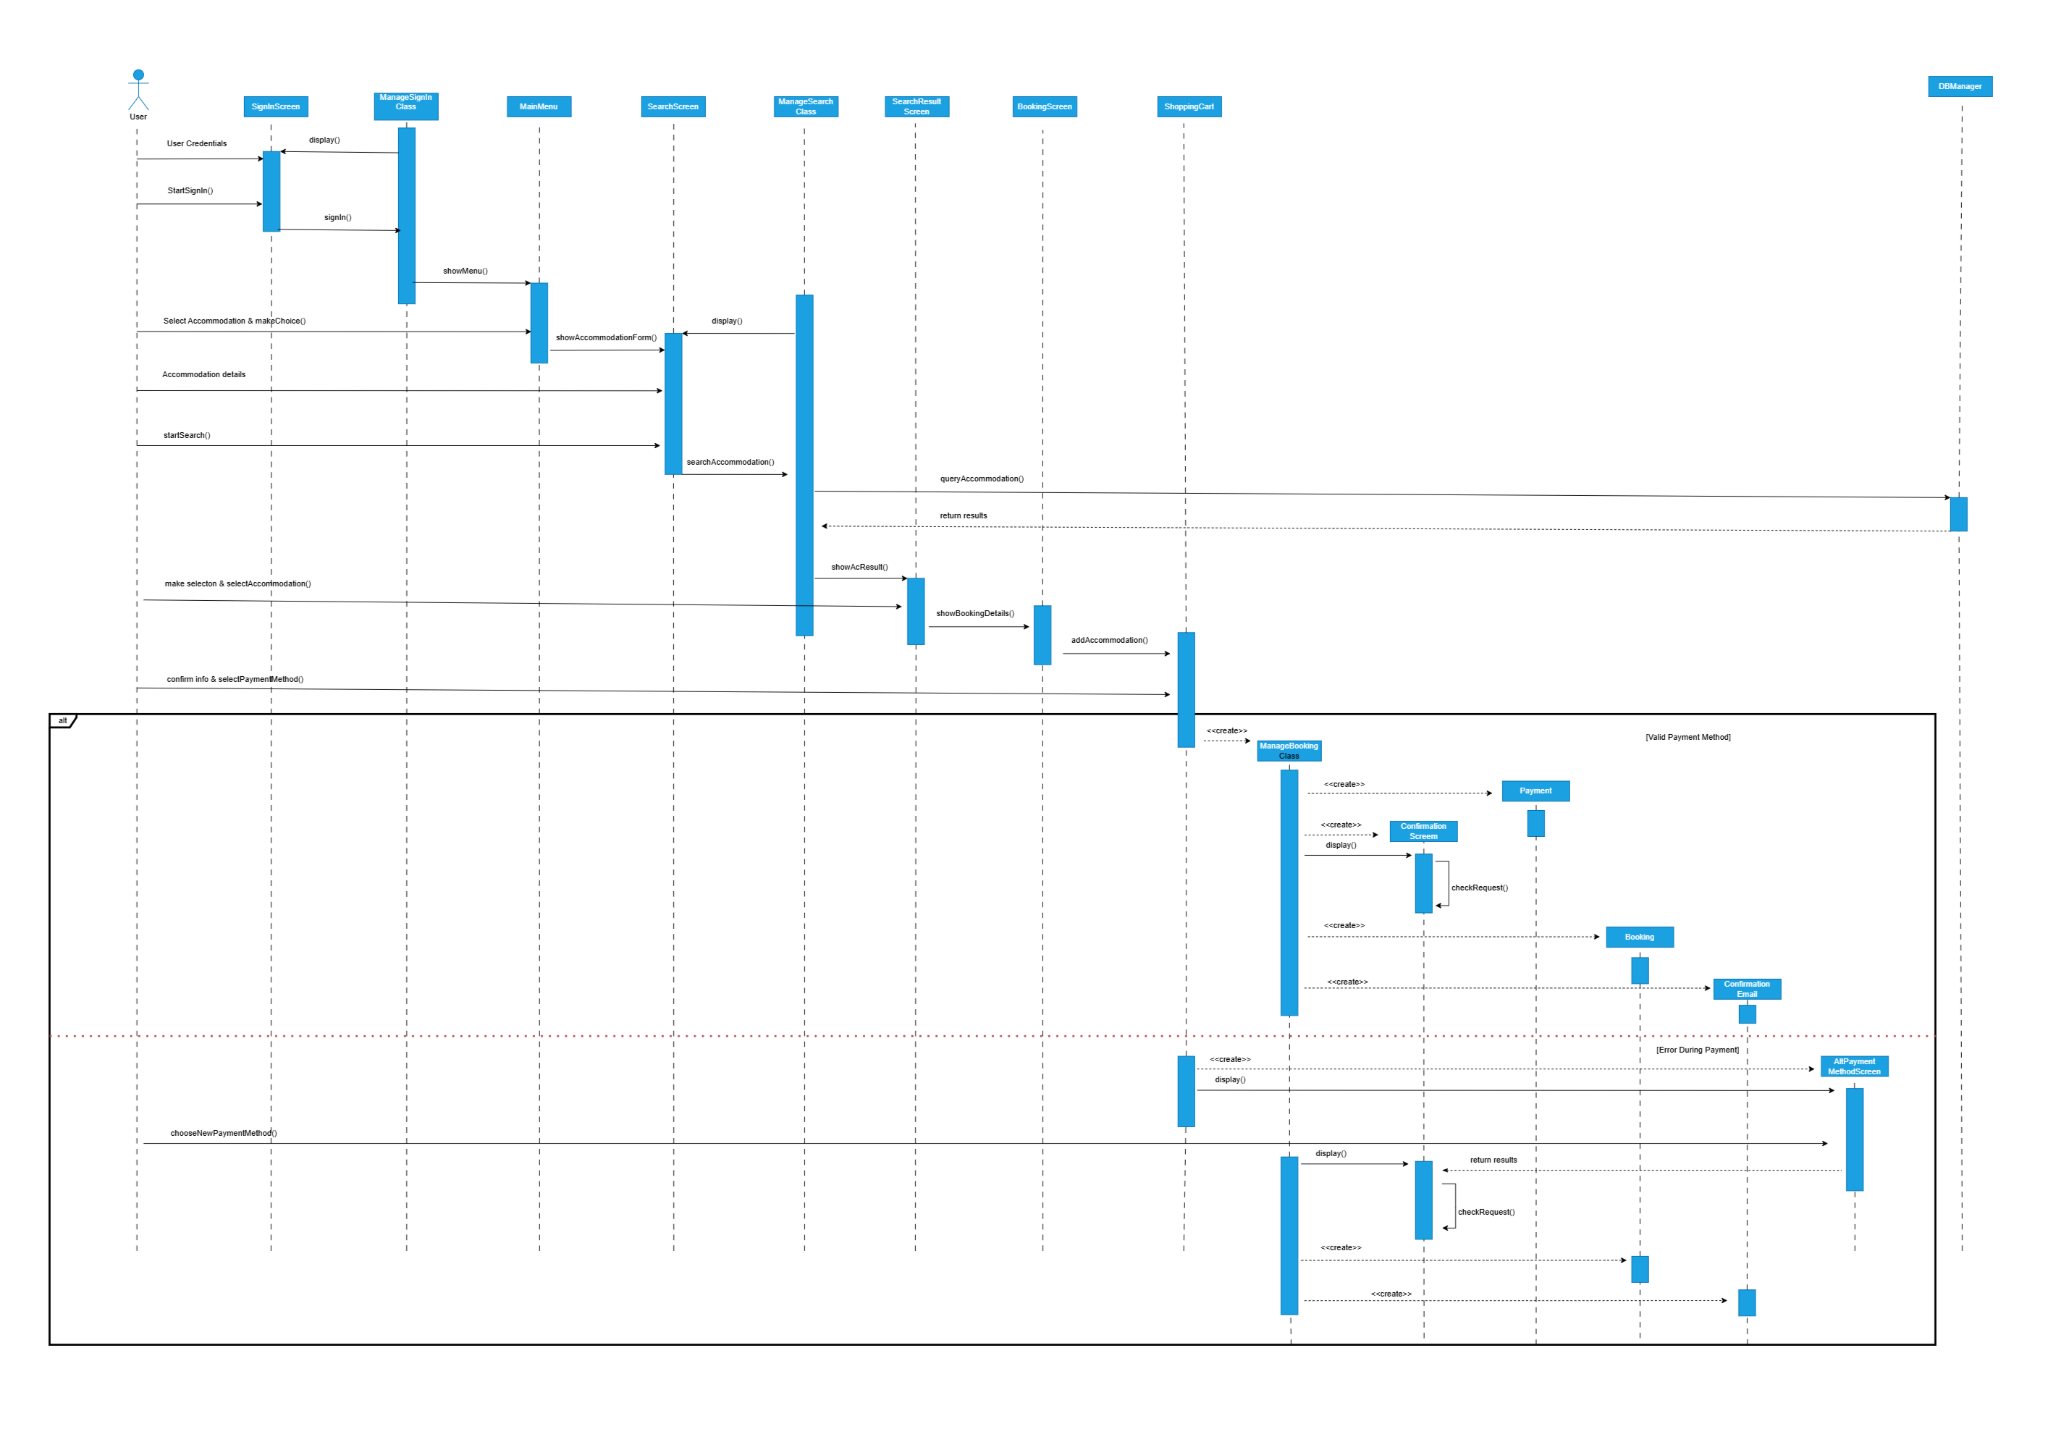 User
SignInScreen
ManageSignIn
Class
MainMenu
SearchScreen
ManageSearch
Class
SearchResult
Screen
BookingScreen
ShoppingCart
DBManager
User Credentials
display()
StartSignIn()
signIn()
showMenu()
Select Accommodation & makeChoice()
display()
showAccommodationForm()
Accommodation details
startSearch()
searchAccommodation()
queryAccommodation()
return results
showAcResult()
make selecton & selectAccommodation()
showBookingDetails()
addAccommodation()
confirm info & selectPaymentMethod()
alt
[Valid Payment Method]
<<create>>
ManageBooking
Class
<<create>>
Payment
<<create>>
Confirmation
Screem
display()
checkRequest()
<<create>>
Booking
<<create>>
Confirmation
Email
[Error During Payment]
<<create>>
AltPayment
MethodScreen
display()
chooseNewPaymentMethod()
display()
return results
checkRequest()
<<create>>
<<create>>